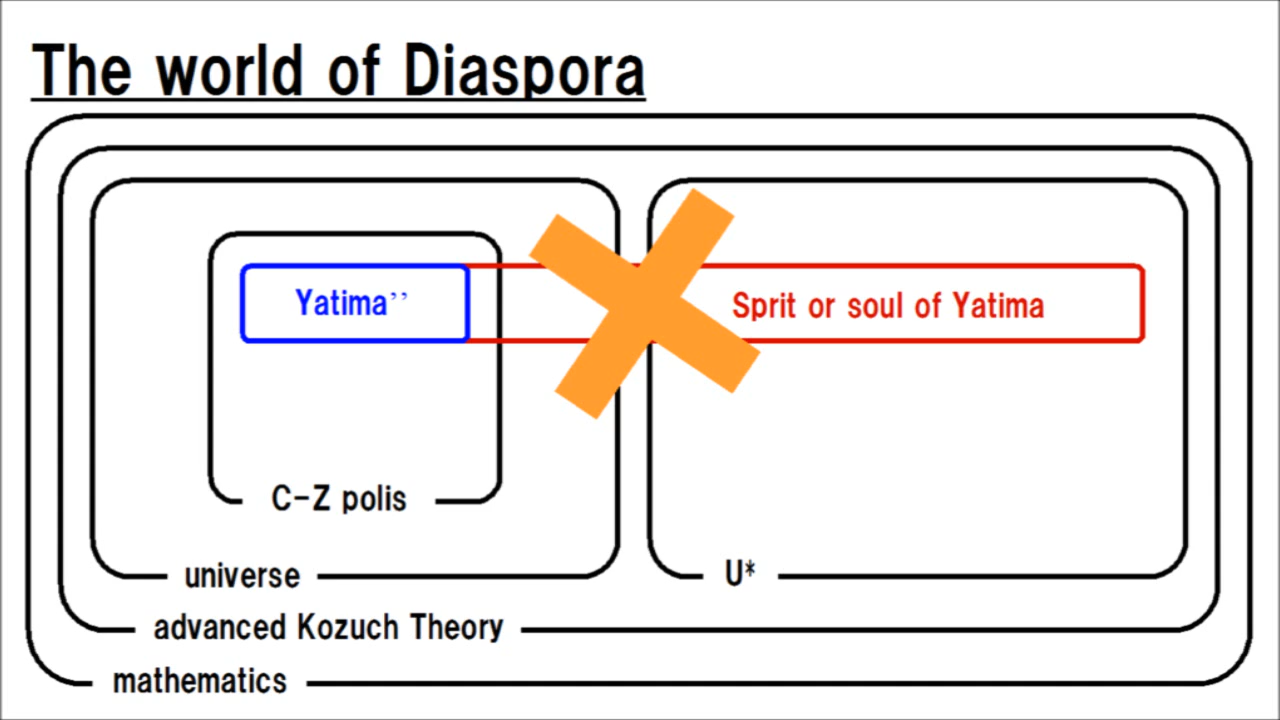 The world of Diaspora
Yatima’’
Sprit or soul of Yatima
C-Z polis
universe
U*
advanced Kozuch Theory
mathematics